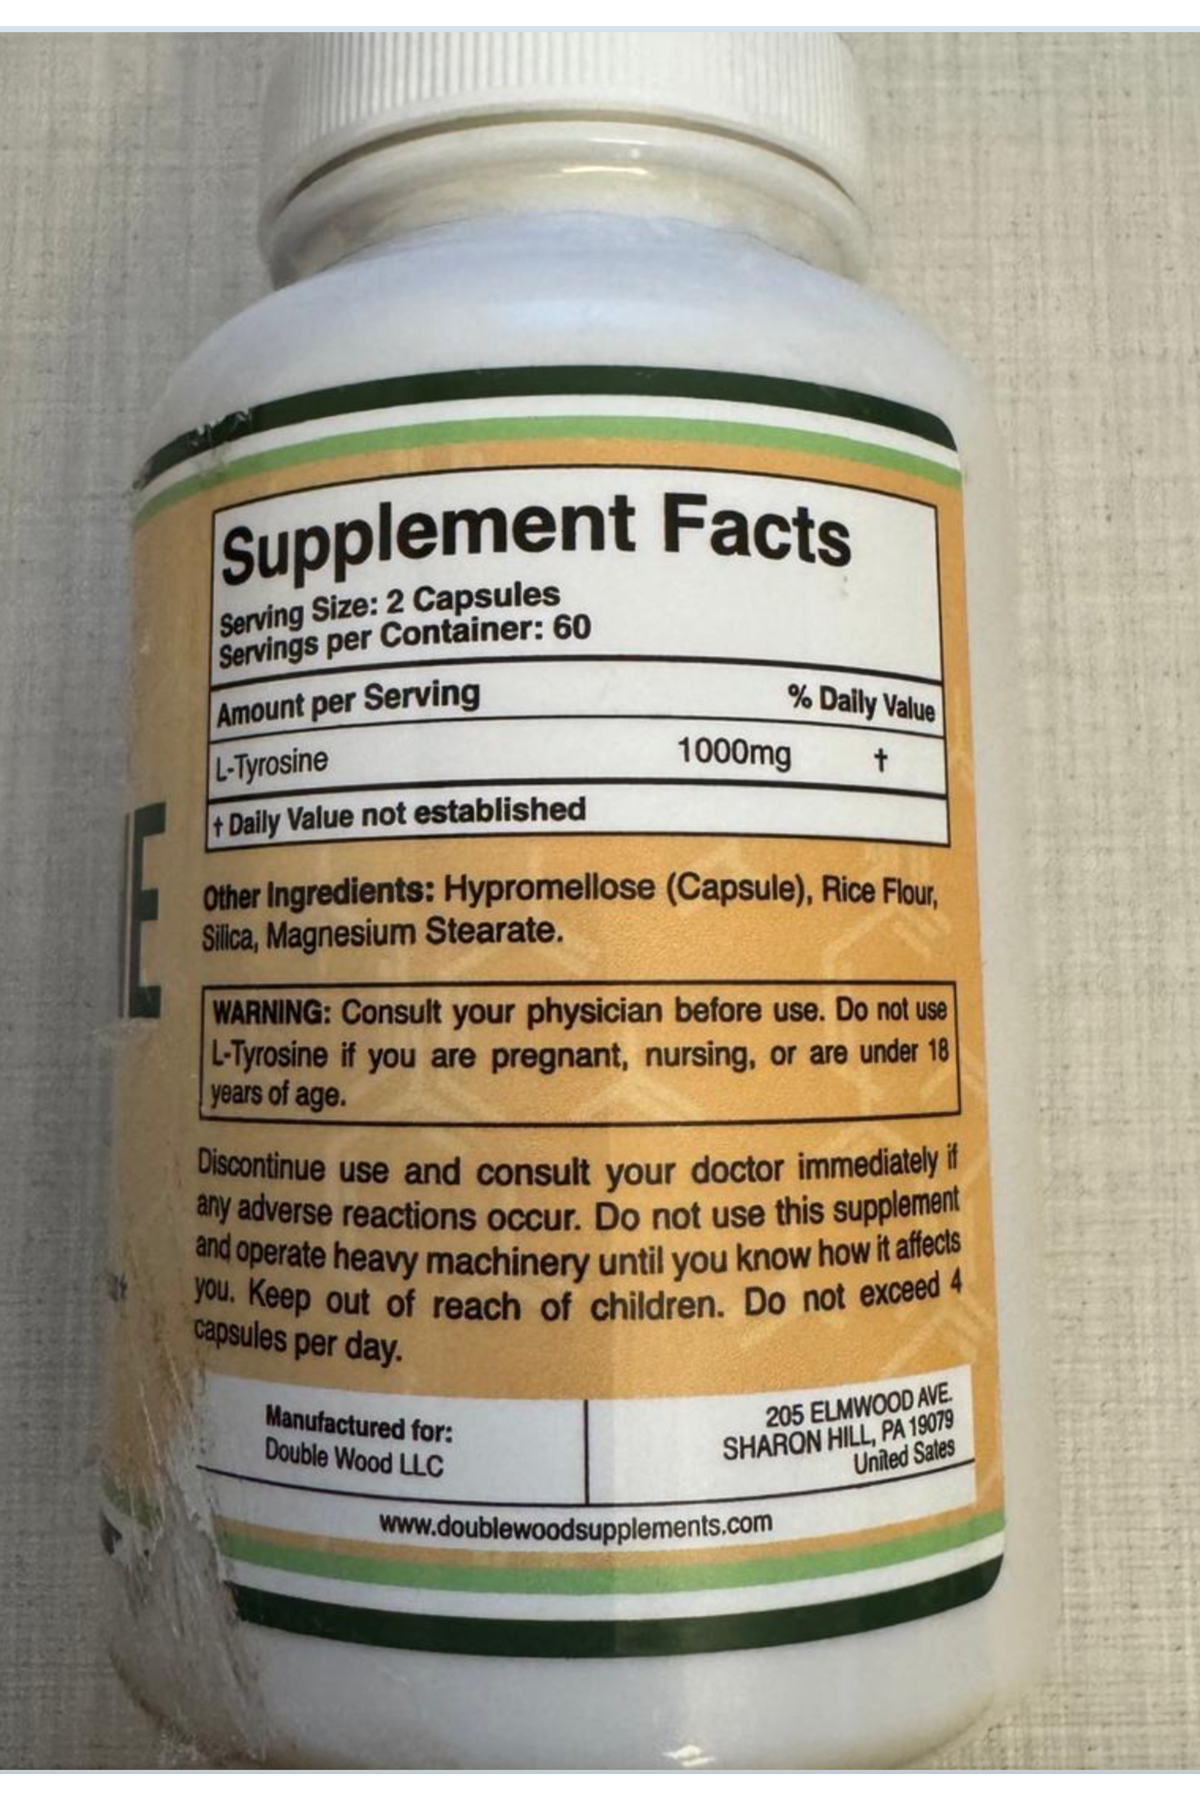 Supplement Facts
Serving Size: 2 Capsules
Servings per Container: 60
Amount per Serving % Daily Value
L-Tyrosine 1000mg †
† Daily Value not established
Other Ingredients: Hypromellose (Capsule), Rice Flour,
Silica, Magnesium Stearate.
WARNING: Consult your physician before use. Do not use
L-Tyrosine if you are pregnant, nursing, or are under 18
years of age.
Discontinue use and consult your doctor immediately if
any adverse reactions occur. Do not use this supplement
and operate heavy machinery until you know how it affects
you. Keep out of reach of children. Do not exceed 4
capsules per day.
Manufactured for:
Double Wood LLC
205 ELMWOOD AVE.
SHARON HILL, PA 19079
United Sates
www.doublewoodsupplements.com